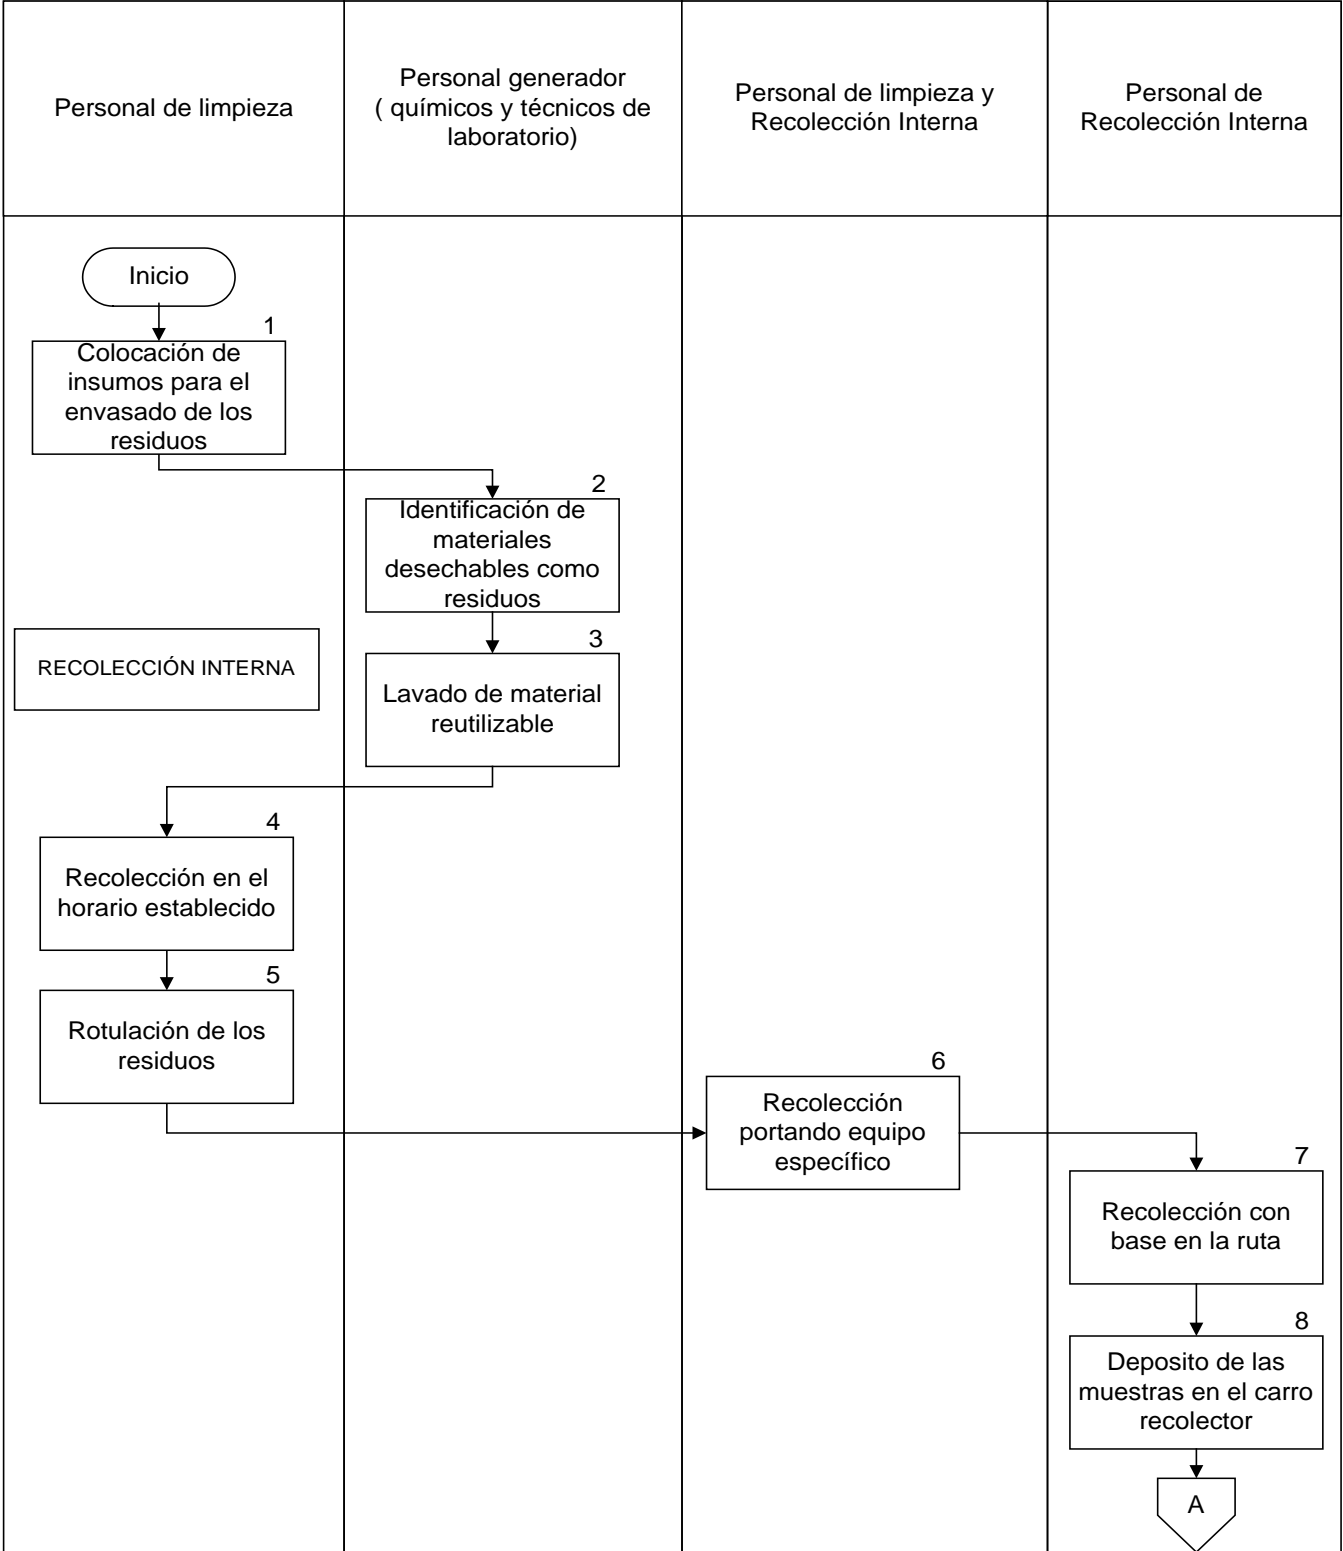 Personal de limpieza
Personal generador
( químicos y técnicos de
laboratorio)
Personal de limpieza y
Recolección Interna
Personal de
Recolección Interna
Inicio
1
Colocación de
insumos para el
envasado de los
residuos
2
Identificación de
materiales
desechables como
residuos
3
Lavado de material
reutilizable
RECOLECCIÓN INTERNA
4
Recolección en el
horario establecido
5
Rotulación de los
residuos
6
Recolección
portando equipo
específico
7
Recolección con
base en la ruta
8
Deposito de las
muestras en el carro
recolector
A